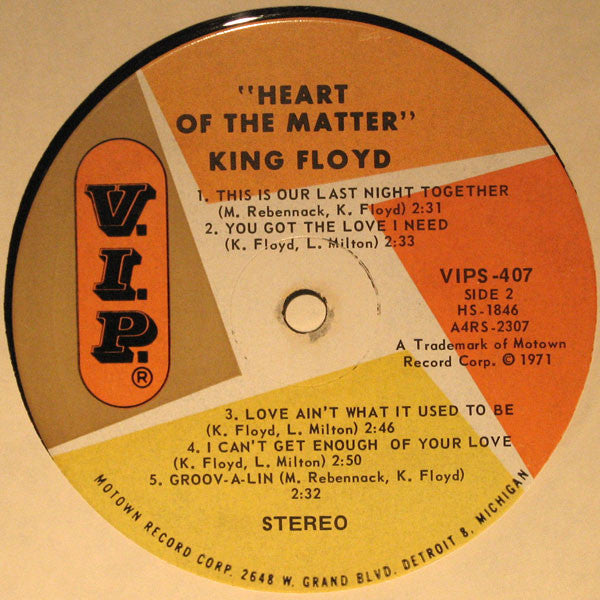 "HEART
OF THE MATTER"
KING FLOYD
1. THIS IS OUR LAST NIGHT TOGETHER
(M. Rebennack, K. Floyd) 2:31
2. YOU GOT THE LOVE I NEED
(K. Floyd, L. Milton) 2:33
V.I.P.®
VIPS-407
SIDE 2
HS-1846
A4RS-2307
A Trademark of Motown
Record Corp. © 1971
3. LOVE AIN'T WHAT IT USED TO BE
(K. Floyd, L. Milton) 2:46
4. I CAN'T GET ENOUGH OF YOUR LOVE
(K. Floyd, L. Milton) 2:50
5. GROOV-A-LIN (M. Rebennack, K. Floyd)
2:32
STEREO
MOTOWN RECORD CORP. 2648 W. GRAND BLVD. DETROIT 8, MICHIGAN